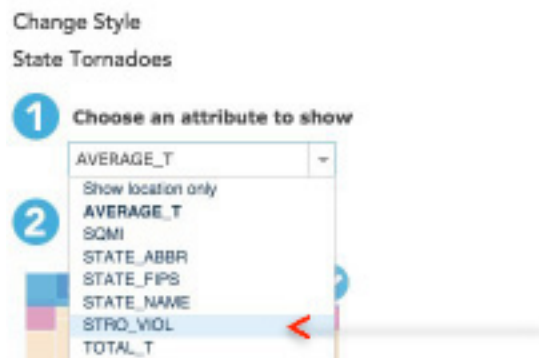 Change Style
State Tornadoes
1 Choose an attribute to show
AVERAGE_T
Show location only
2
AVERAGE_T
SQMI
STATE_ABBR
STATE_FIPS
STATE_NAME
STRO_VIOL
TOTAL_T